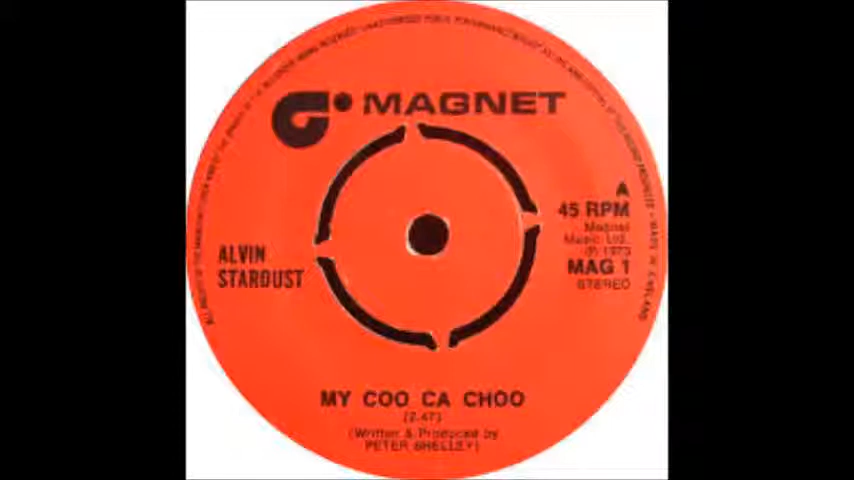 MAGNET
A
45 RPM
Magnet
Music Ltd.
℗ 1973
MAG 1
STEREO
ALVIN
STARDUST
MY COO CA CHOO
(2.47)
(Written & Produced by
PETER SHELLEY)